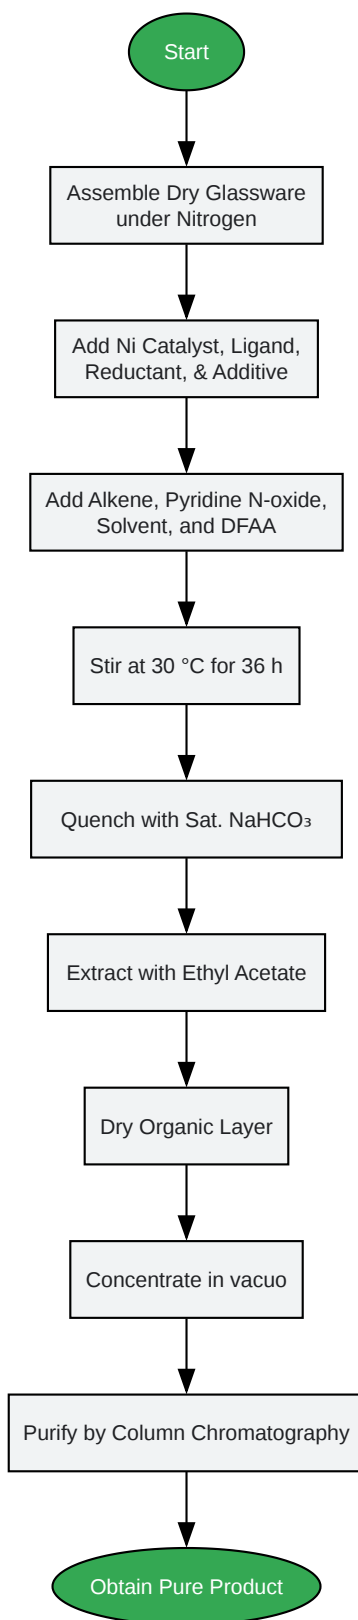 Start
Assemble Dry Glassware
under Nitrogen
Add Ni Catalyst, Ligand,
Reductant, & Additive
Add Alkene, Pyridine N-oxide,
Solvent, and DFAA
Stir at 30 °C for 36 h
Quench with Sat. NaHCO₃
Extract with Ethyl Acetate
Dry Organic Layer
Concentrate in vacuo
Purify by Column Chromatography
Obtain Pure Product